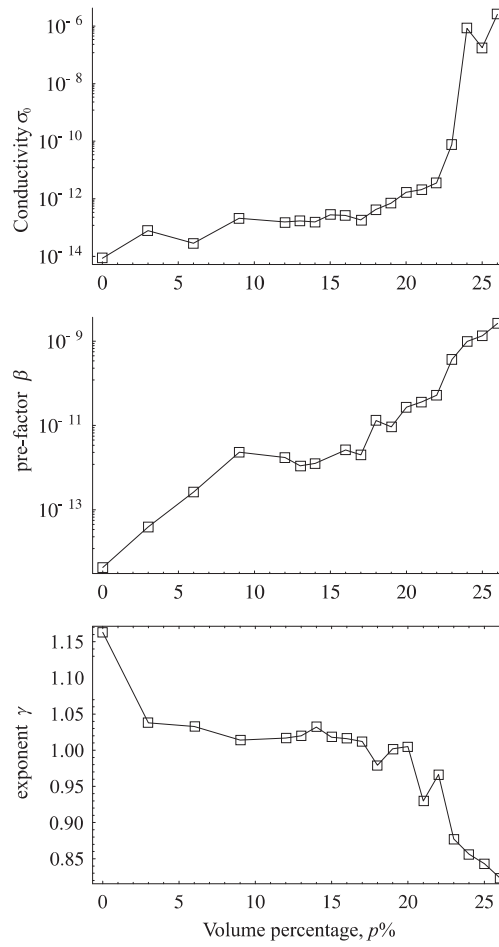 10⁻⁶
10⁻⁸
10⁻¹⁰
10⁻¹²
10⁻¹⁴
Conductivity σ₀
0 5 10 15 20 25
10⁻⁹
10⁻¹¹
10⁻¹³
pre-factor β
0 5 10 15 20 25
1.15
1.10
1.05
1.00
0.95
0.90
0.85
exponent γ
0 5 10 15 20 25
Volume percentage, p%